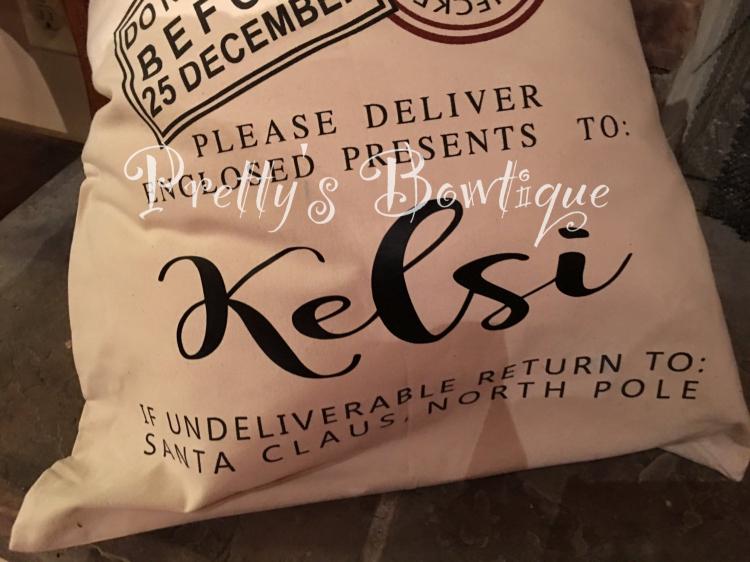 BEFO
25 DECEMBER
PLEASE DELIVER
ENCLOSED PRESENTS TO:
Pretty's Bowtique
Kelsi
IF UNDELIVERABLE RETURN TO:
SANTA CLAUS, NORTH POLE